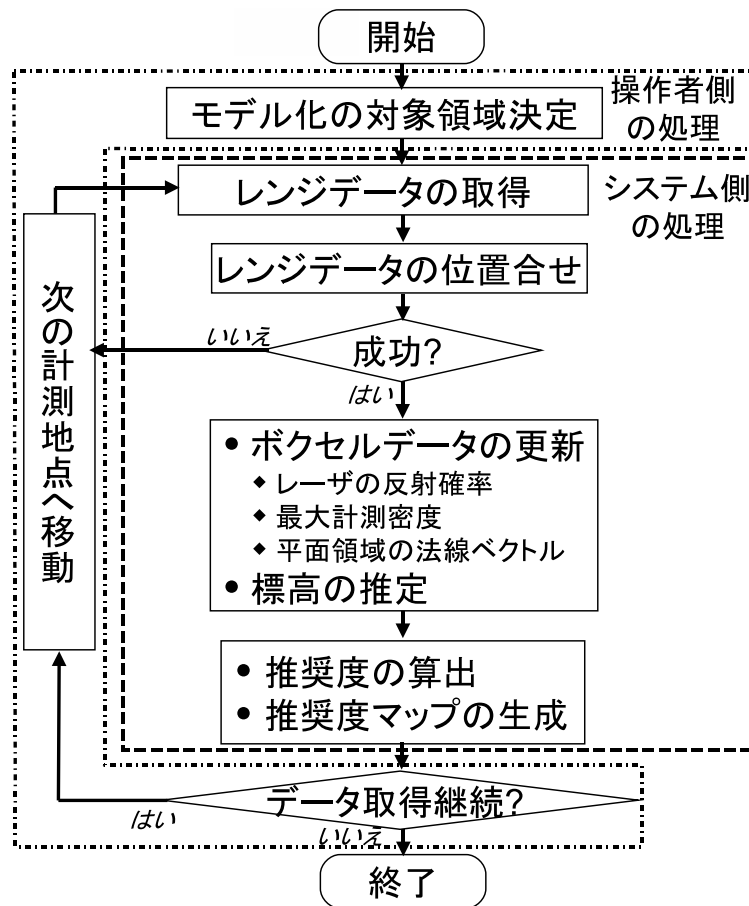 開始
モデル化の対象領域決定
操作者側
の処理
レンジデータの取得
システム側
の処理
レンジデータの位置合せ
次の計測地点へ移動
いいえ
成功?
はい
• ボクセルデータの更新
◆ レーザの反射確率
◆ 最大計測密度
◆ 平面領域の法線ベクトル
• 標高の推定
• 推奨度の算出
• 推奨度マップの生成
データ取得継続?
はい
いいえ
終了